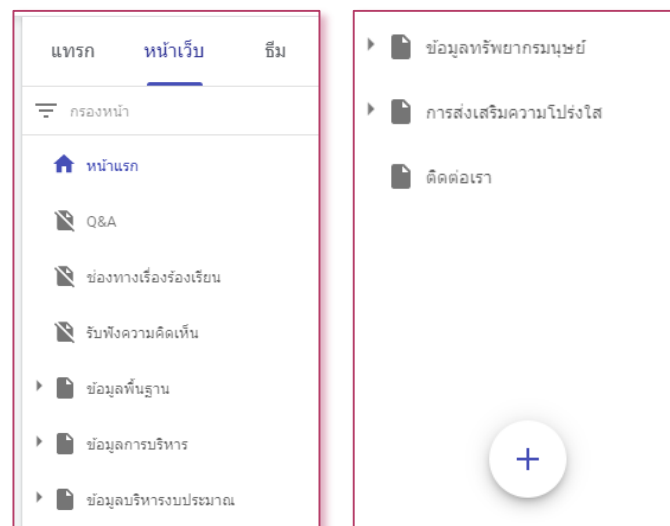 แทรก หน้าเว็บ ธีม
กรองหน้า
หน้าแรก
Q&A
ช่องทางเรื่องร้องเรียน
รับฟังความคิดเห็น
ข้อมูลพื้นฐาน
ข้อมูลการบริหาร
ข้อมูลบริหารงบประมาณ
ข้อมูลทรัพยากรมนุษย์
การส่งเสริมความโปร่งใส
ติดต่อเรา